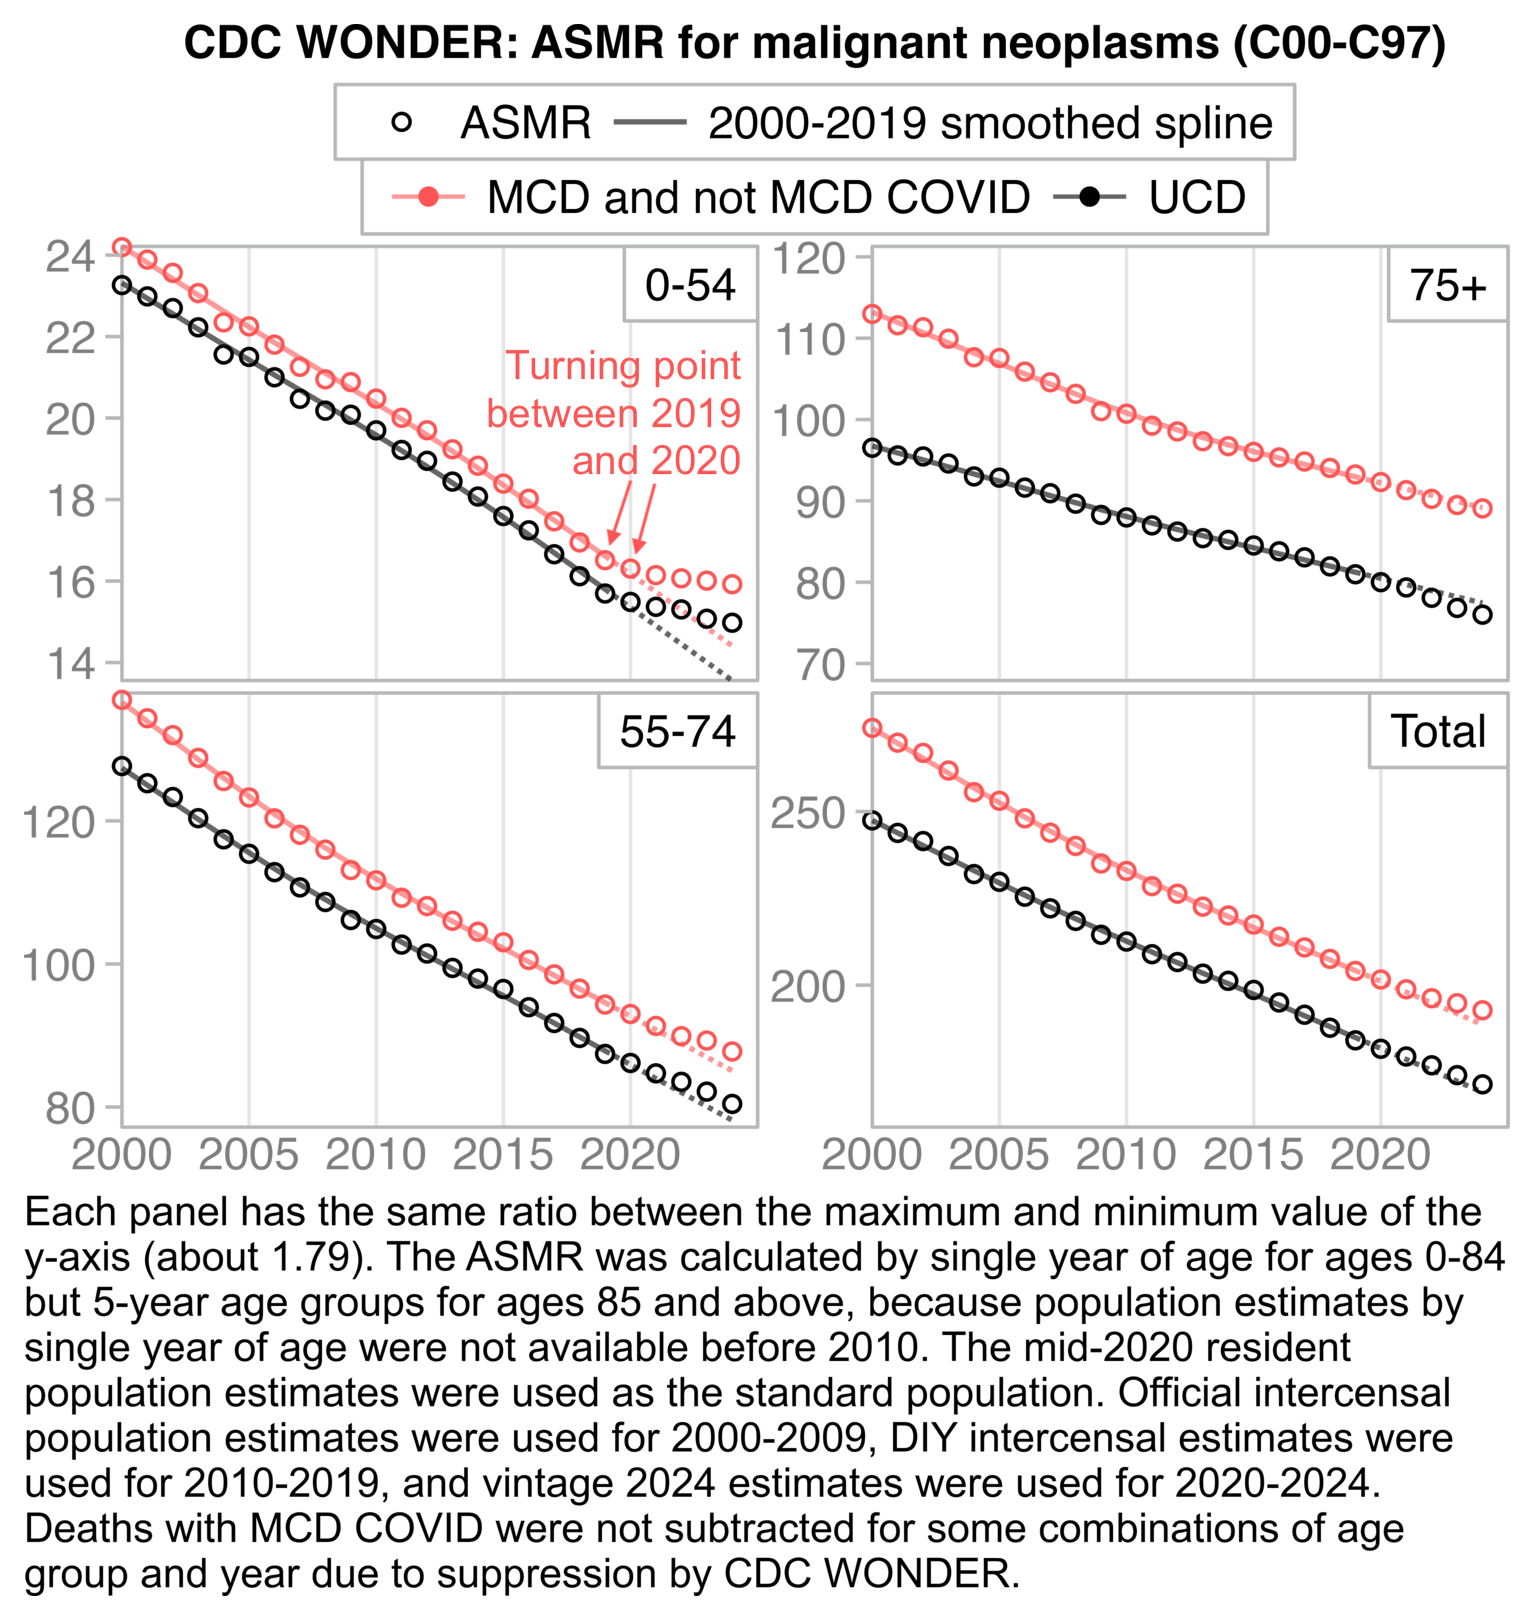 CDC WONDER: ASMR for malignant neoplasms (C00-C97)
ASMR 2000-2019 smoothed spline
MCD and not MCD COVID UCD
0-54
24
22
20
18
16
14
Turning point
between 2019
and 2020
75+
120
110
100
90
80
70
55-74
120
100
80
2000 2005 2010 2015 2020
Total
250
200
2000 2005 2010 2015 2020
Each panel has the same ratio between the maximum and minimum value of the
y-axis (about 1.79). The ASMR was calculated by single year of age for ages 0-84
but 5-year age groups for ages 85 and above, because population estimates by
single year of age were not available before 2010. The mid-2020 resident
population estimates were used as the standard population. Official intercensal
population estimates were used for 2000-2009, DIY intercensal estimates were
used for 2010-2019, and vintage 2024 estimates were used for 2020-2024.
Deaths with MCD COVID were not subtracted for some combinations of age
group and year due to suppression by CDC WONDER.